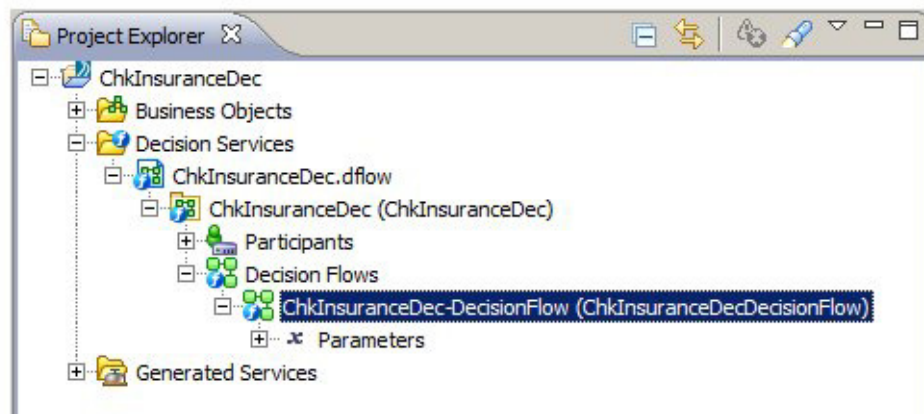 Project Explorer
ChkInsuranceDec
Business Objects
Decision Services
ChkInsuranceDec.dflow
ChkInsuranceDec (ChkInsuranceDec)
Participants
Decision Flows
ChkInsuranceDec-DecisionFlow (ChkInsuranceDecDecisionFlow)
x Parameters
Generated Services